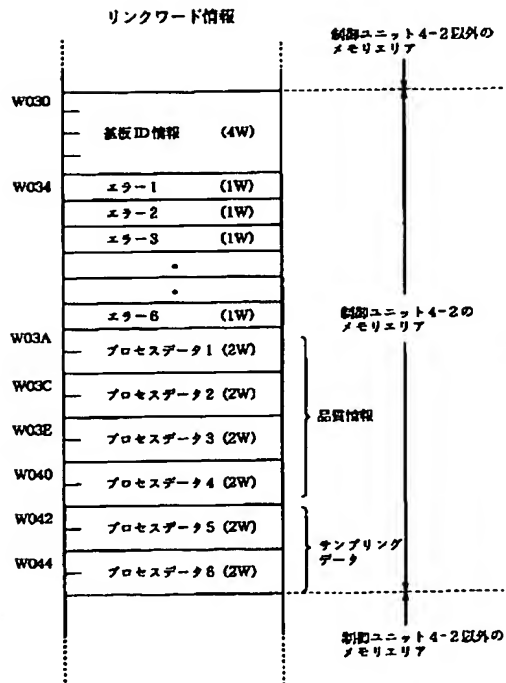 リンクワード情報
制御ユニット4-2以外の
メモリエリア
W030
基板ID情報 (4W)
W034
エラー1 (1W)
エラー2 (1W)
エラー3 (1W)
・
・
エラー6 (1W)
制御ユニット4-2の
メモリエリア
W03A
プロセスデータ1 (2W)
W03C
プロセスデータ2 (2W)
品質情報
W03E
プロセスデータ3 (2W)
W040
プロセスデータ4 (2W)
W042
プロセスデータ5 (2W)
サンプリング
データ
W044
プロセスデータ6 (2W)
制御ユニット4-2以外の
メモリエリア